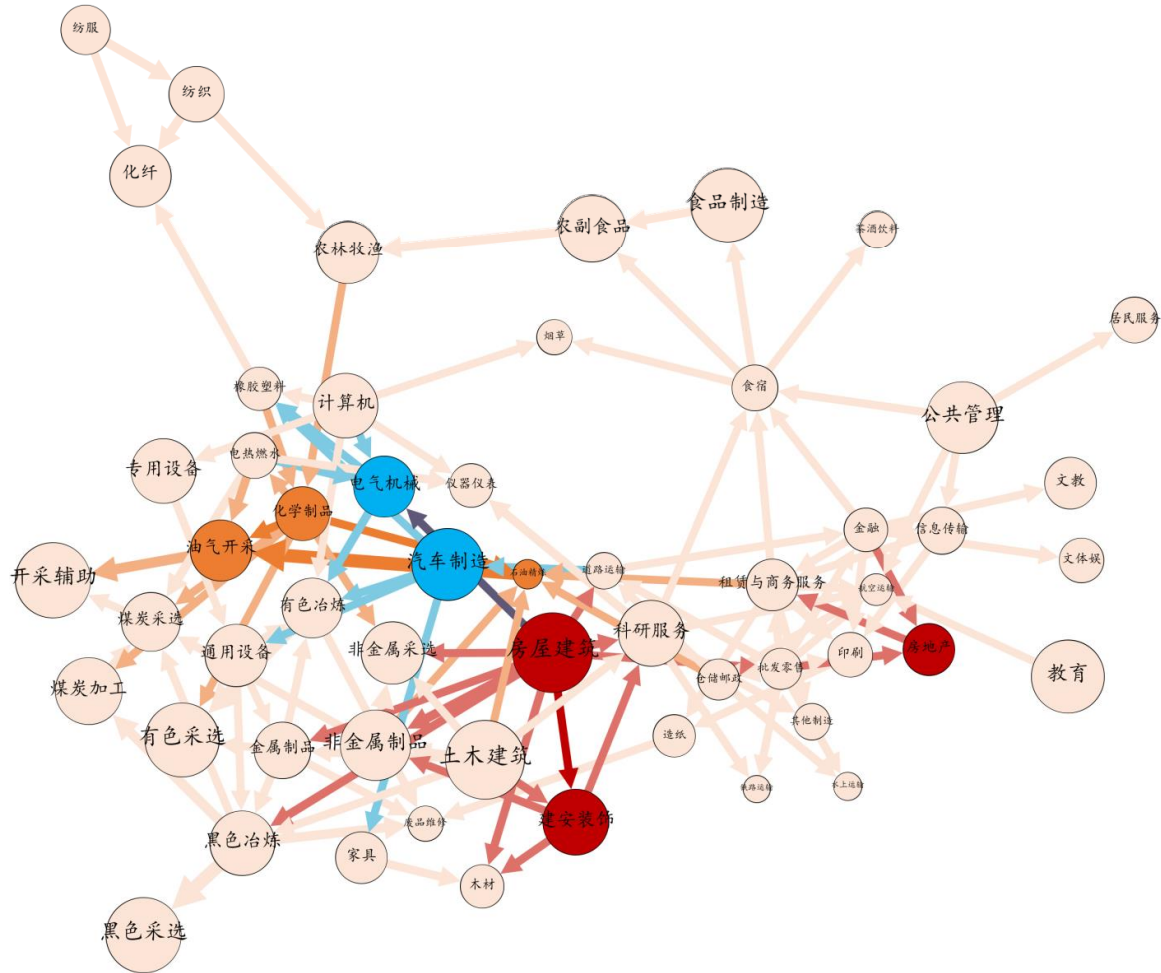 纺服
纺织
化纤
食品制造
农副食品
茶酒饮料
农林牧渔
居民服务
烟草
橡胶塑料
计算机
食宿
公共管理
电热燃水
专用设备
电气机械
仪器仪表
文教
化学制品
金融
信息传输
油气开采
开采辅助
汽车制造
石油精炼
道路运输
租赁与商务服务
航空运输
文体娱
有色冶炼
煤炭采选
通用设备
非金属采选
房屋建筑
科研服务
印刷
房地产
仓储邮政
批发零售
教育
煤炭加工
有色采选
金属制品
非金属制品
土木建筑
造纸
其他制造
铁路运输
水上运输
黑色冶炼
废品维修
建安装饰
家具
木材
黑色采选